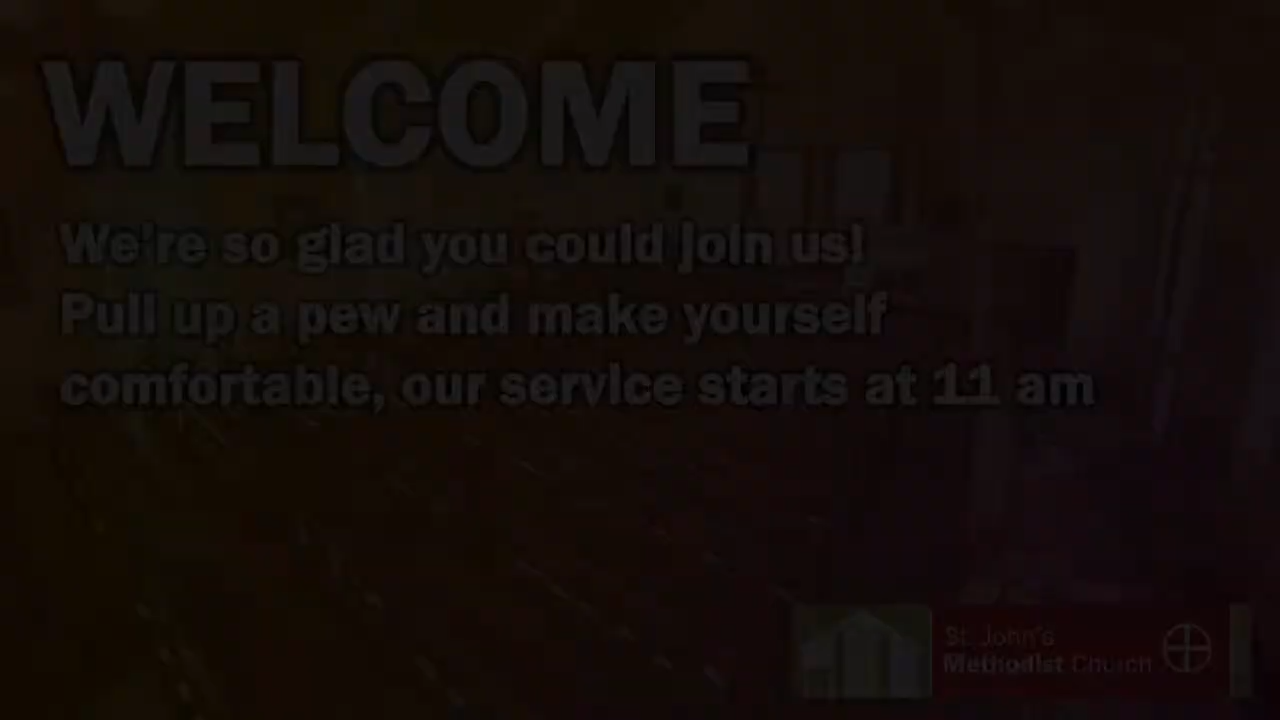 WELCOME
We're so glad you could join us!
Pull up a pew and make yourself
comfortable, our service starts at 11 am
St. John's
Methodist Church